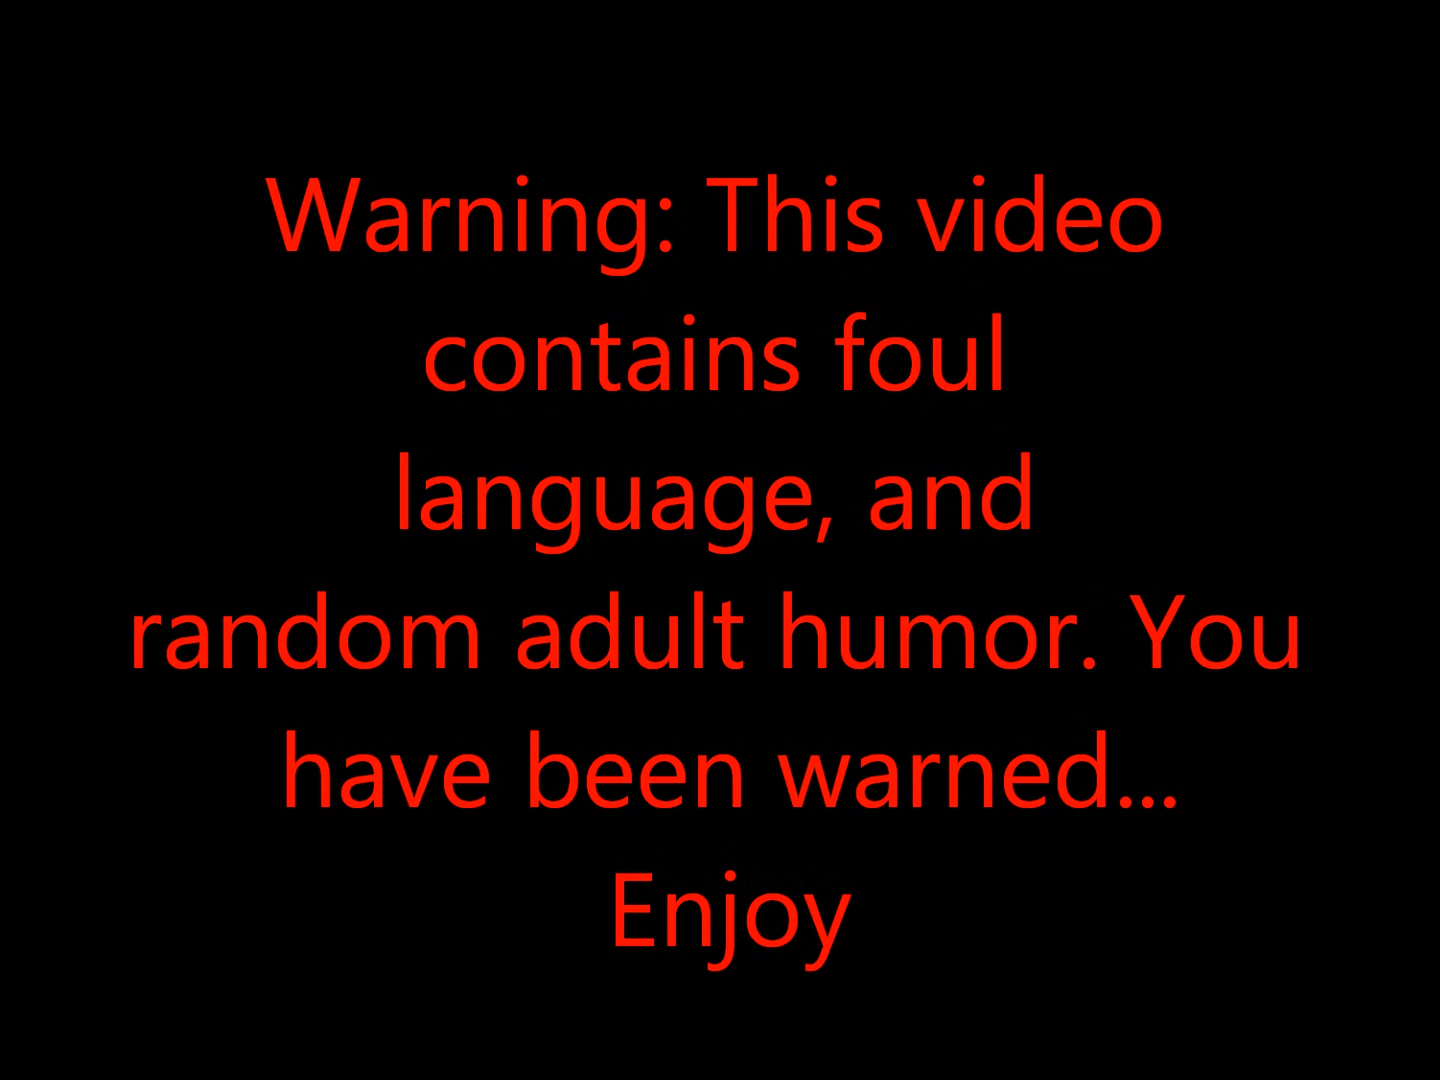 Warning: This video
contains foul
language, and
random adult humor. You
have been warned...
Enjoy